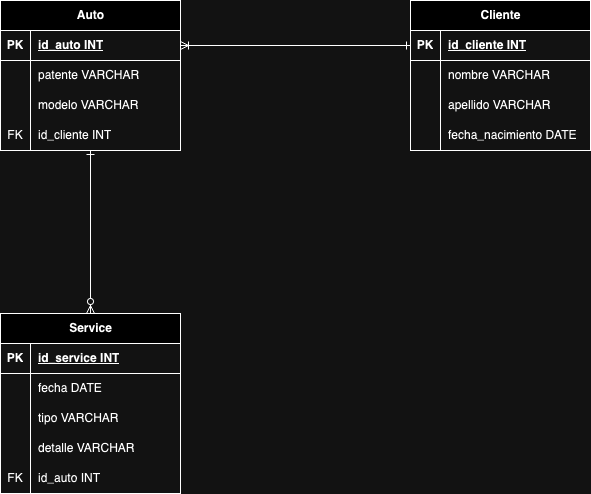 Auto
PK id_auto INT
patente VARCHAR
modelo VARCHAR
FK id_cliente INT
Cliente
PK id_cliente INT
nombre VARCHAR
apellido VARCHAR
fecha_nacimiento DATE
Service
PK id_service INT
fecha DATE
tipo VARCHAR
detalle VARCHAR
FK id_auto INT